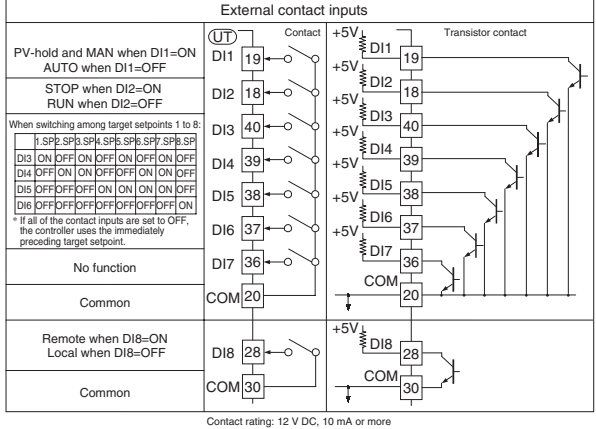 External contact inputs
PV-hold and MAN when DI1=ON
AUTO when DI1=OFF
STOP when DI2=ON
RUN when DI2=OFF
When switching among target setpoints 1 to 8:
1.SP 2.SP 3.SP 4.SP 5.SP 6.SP 7.SP 8.SP
DI3 ON OFF ON OFF ON OFF ON OFF
DI4 OFF ON ON OFF OFF ON ON OFF
DI5 OFF OFF OFF ON ON ON ON OFF
DI6 OFF OFF OFF OFF OFF OFF OFF ON
* If all of the contact inputs are set to OFF,
the controller uses the immediately
preceding target setpoint.
No function
Common
Remote when DI8=ON
Local when DI8=OFF
Common
UT Contact
DI1 19
DI2 18
DI3 40
DI4 39
DI5 38
DI6 37
DI7 36
COM 20
DI8 28
COM 30
Transistor contact
+5V DI1 19
+5V DI2 18
+5V DI3 40
+5V DI4 39
+5V DI5 38
+5V DI6 37
+5V DI7 36
COM 20
+5V DI8 28
COM 30
Contact rating: 12 V DC, 10 mA or more